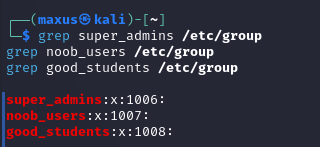 ┌──(maxus㉿kali)-[~]
└─$ grep super_admins /etc/group
grep noob_users /etc/group
grep good_students /etc/group
super_admins:x:1006:
noob_users:x:1007:
good_students:x:1008: